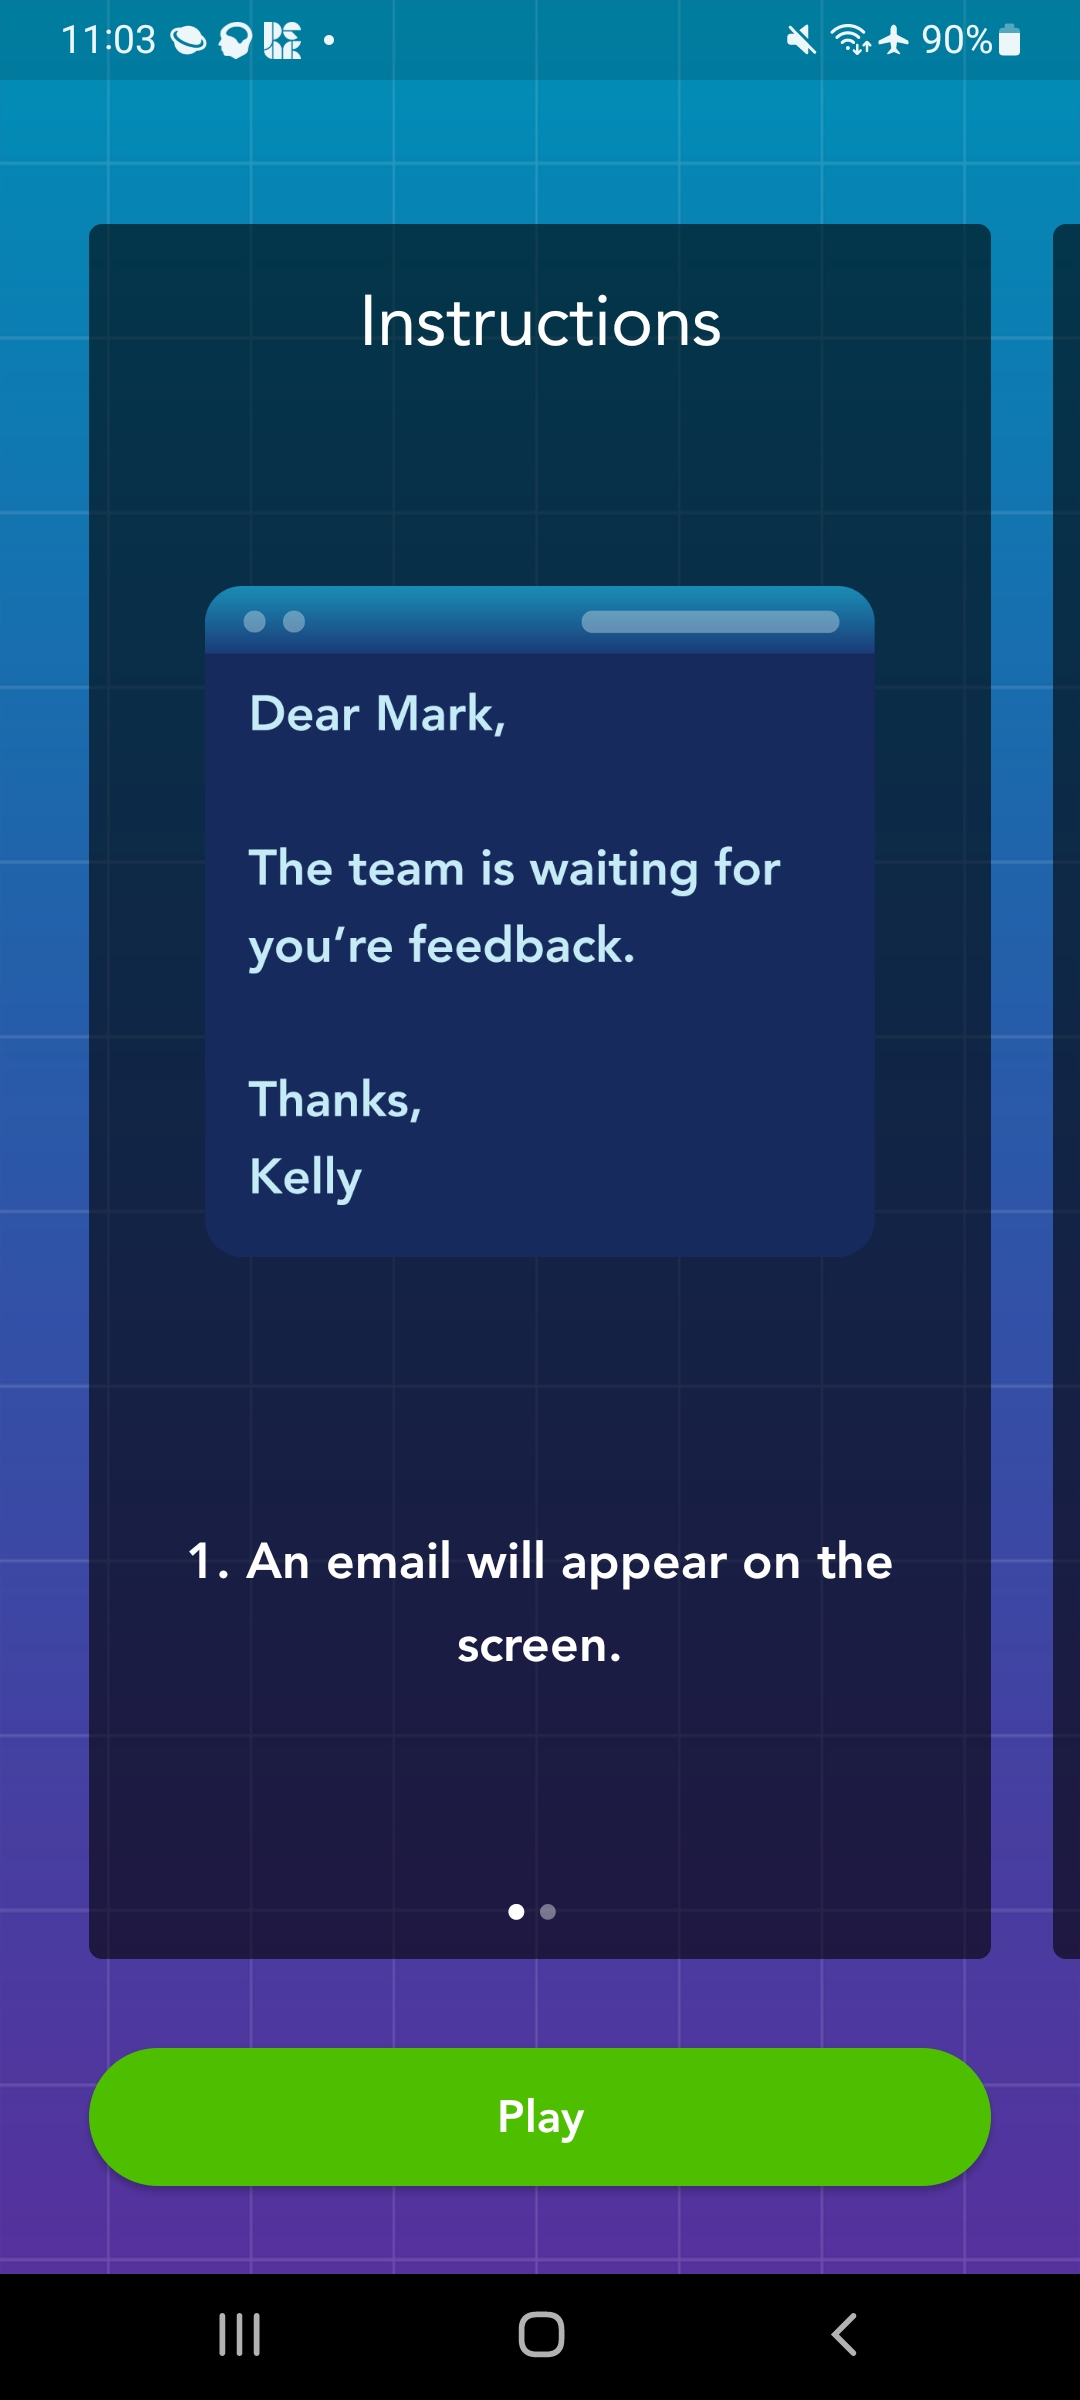 11:03
90%
Instructions
Dear Mark,
The team is waiting for
you’re feedback.
Thanks,
Kelly
1. An email will appear on the
screen.
Play